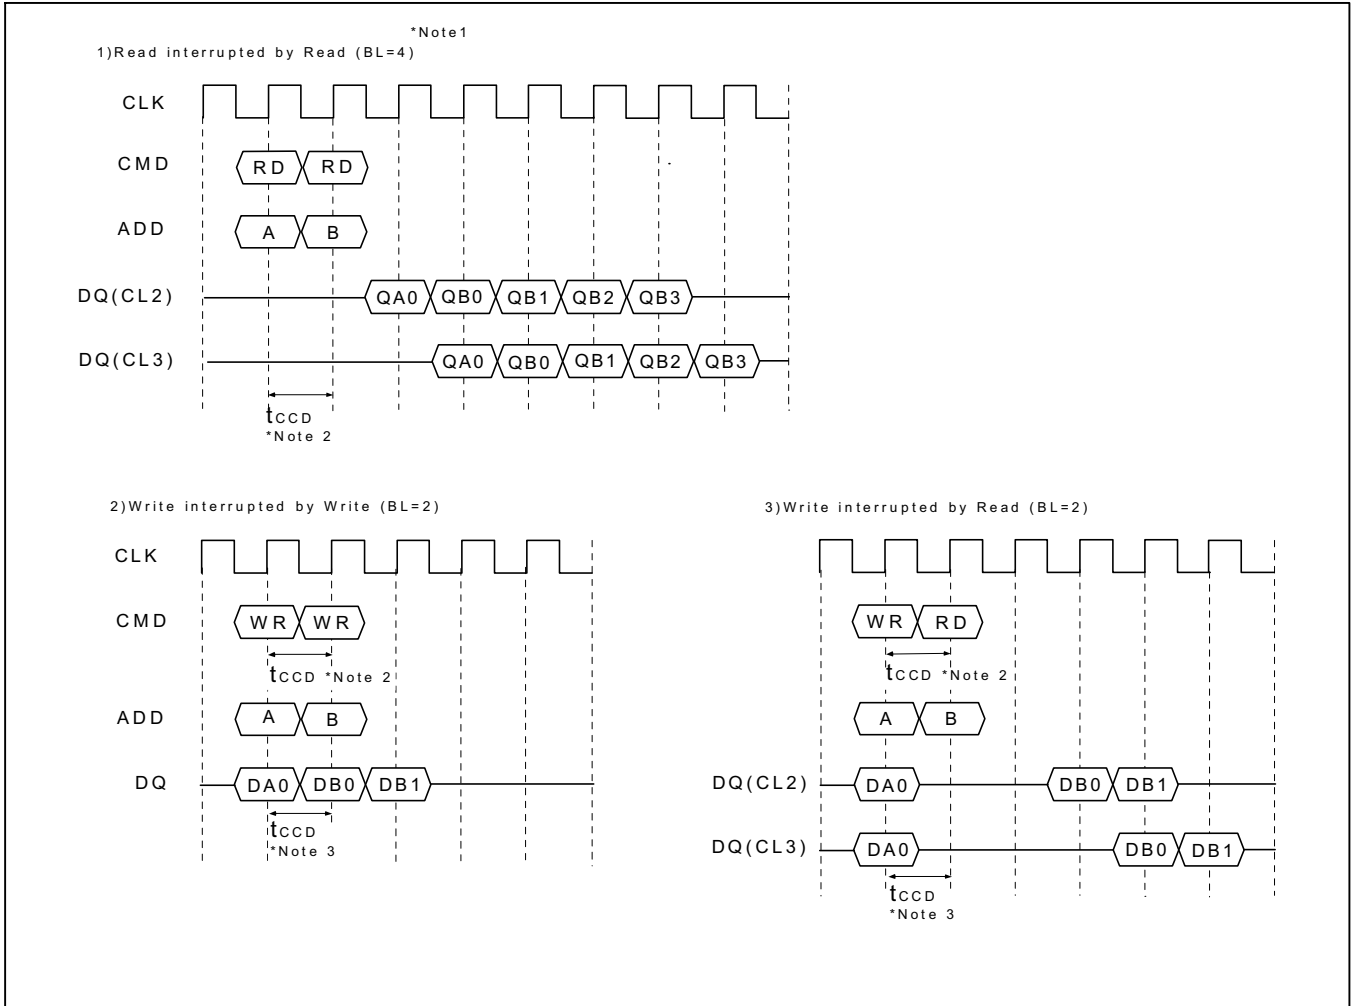 *Note1
1)Read interrupted by Read (BL=4)
CLK
CMD RD RD
ADD A B
DQ(CL2) QA0 QB0 QB1 QB2 QB3
DQ(CL3) QA0 QB0 QB1 QB2 QB3
tCCD
*Note 2
2)Write interrupted by Write (BL=2)
CLK
CMD WR WR
tCCD *Note 2
ADD A B
DQ DA0 DB0 DB1
tCCD
*Note 3
3)Write interrupted by Read (BL=2)
WR RD
tCCD *Note 2
A B
DQ(CL2) DA0 DB0 DB1
DQ(CL3) DA0 DB0 DB1
tCCD
*Note 3